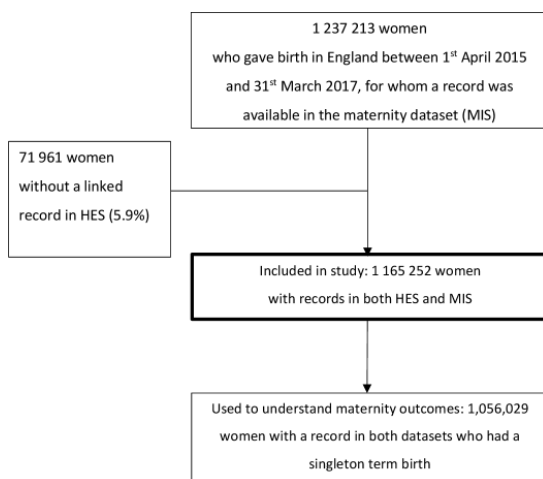 1 237 213 women
who gave birth in England between 1st April 2015
and 31st March 2017, for whom a record was
available in the maternity dataset (MIS)
71 961 women
without a linked
record in HES (5.9%)
Included in study: 1 165 252 women
with records in both HES and MIS
Used to understand maternity outcomes: 1,056,029
women with a record in both datasets who had a
singleton term birth